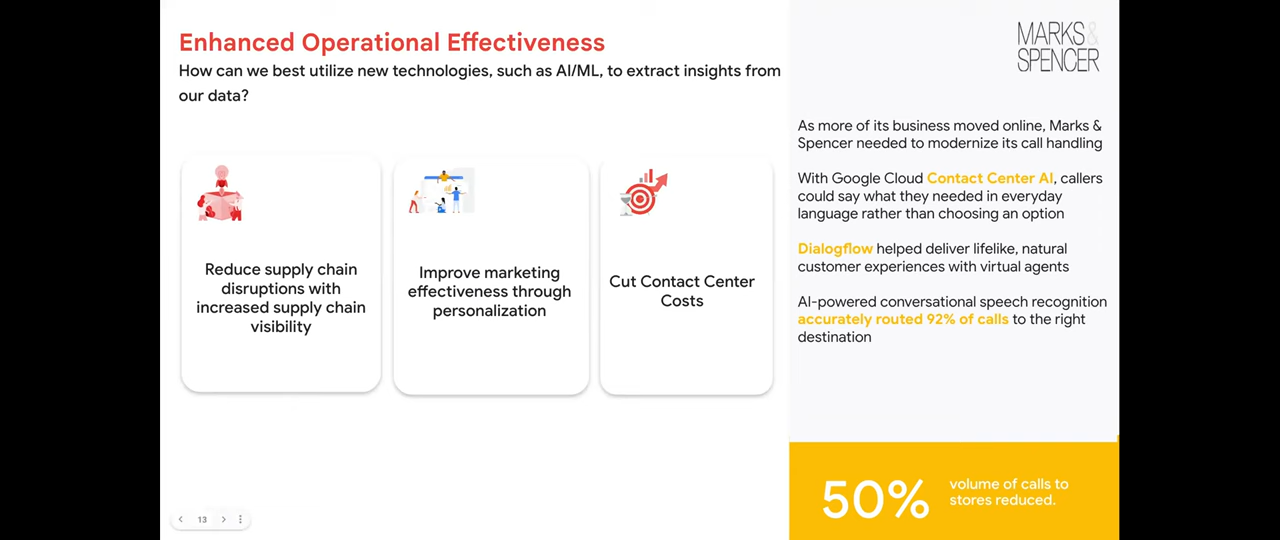 Enhanced Operational Effectiveness
How can we best utilize new technologies, such as AI/ML, to extract insights from
our data?
Reduce supply chain
disruptions with
increased supply chain
visibility
Improve marketing
effectiveness through
personalization
Cut Contact Center
Costs
13
MARKS&
SPENCER
As more of its business moved online, Marks &
Spencer needed to modernize its call handling
With Google Cloud Contact Center AI, callers
could say what they needed in everyday
language rather than choosing an option
Dialogflow helped deliver lifelike, natural
customer experiences with virtual agents
AI-powered conversational speech recognition
accurately routed 92% of calls to the right
destination
50%
volume of calls to
stores reduced.